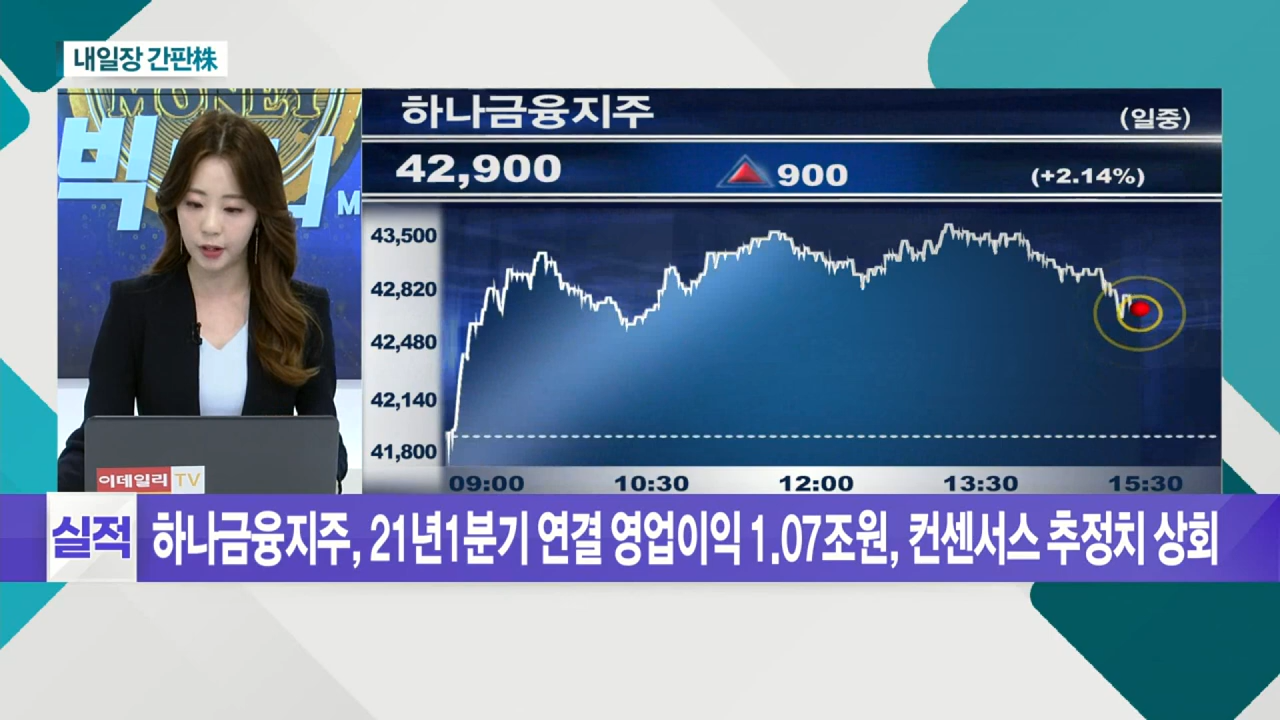 내일장 간판株
MONEY
빅
니
M
하나금융지주
(일중)
42,900
900
(+2.14%)
43,500
42,820
42,480
42,140
41,800
09:00
10:30
12:00
13:30
15:30
이데일리 TV
실적
하나금융지주, 21년1분기 연결 영업이익 1.07조원, 컨센서스 추정치 상회